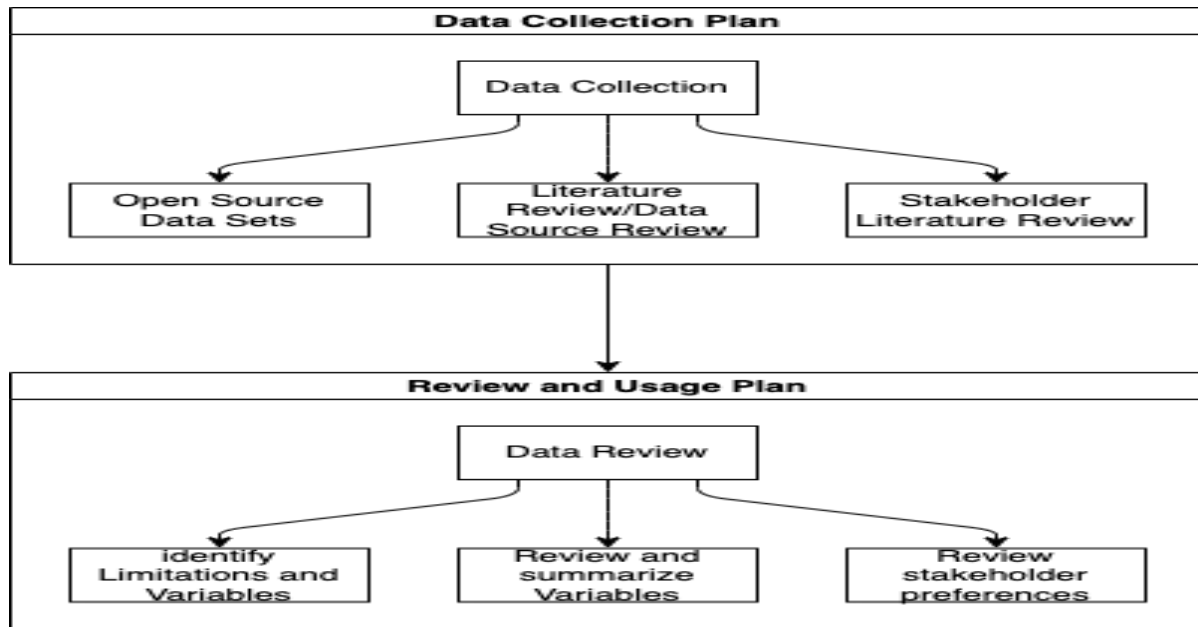 Data Collection Plan
Data Collection
Open Source
Data Sets
Literature
Review/Data
Source Review
Stakeholder
Literature Review
Review and Usage Plan
Data Review
identify
Limitations and
Variables
Review and
summarize
Variables
Review
stakeholder
preferences